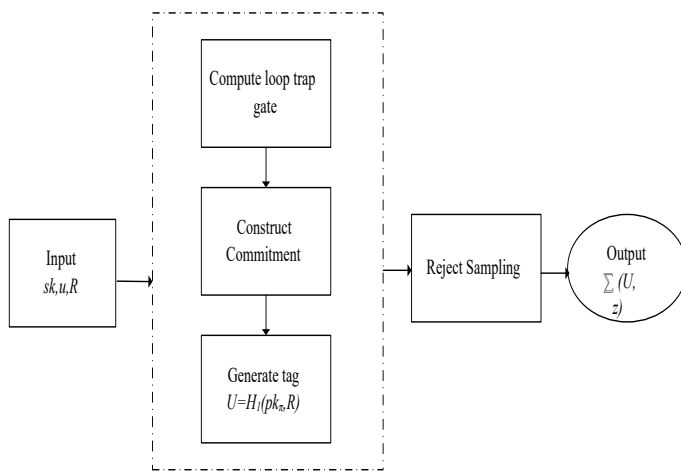 Compute loop trap
gate
Construct
Commitment
Generate tag
U=H₁(pkπ,R)
Input
sk,u,R
Reject Sampling
Output
∑ (U,
z)